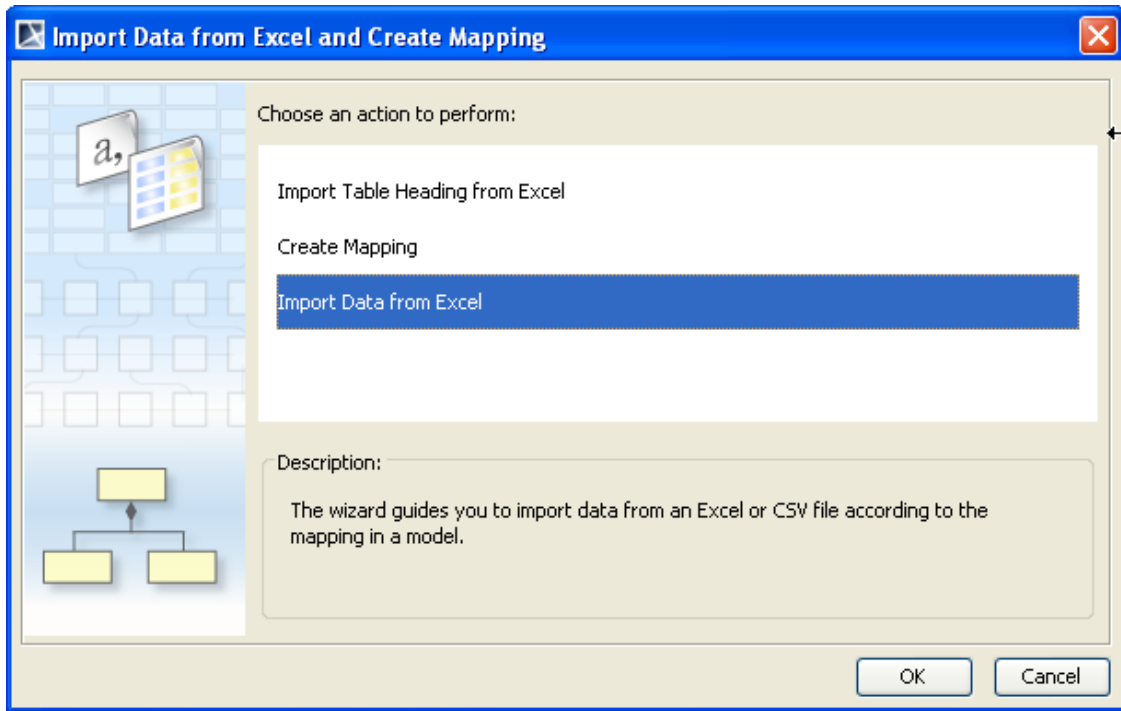 Import Data from Excel and Create Mapping
Choose an action to perform:
a,
Import Table Heading from Excel
Create Mapping
Import Data from Excel
Description:
The wizard guides you to import data from an Excel or CSV file according to the
mapping in a model.
OK
Cancel